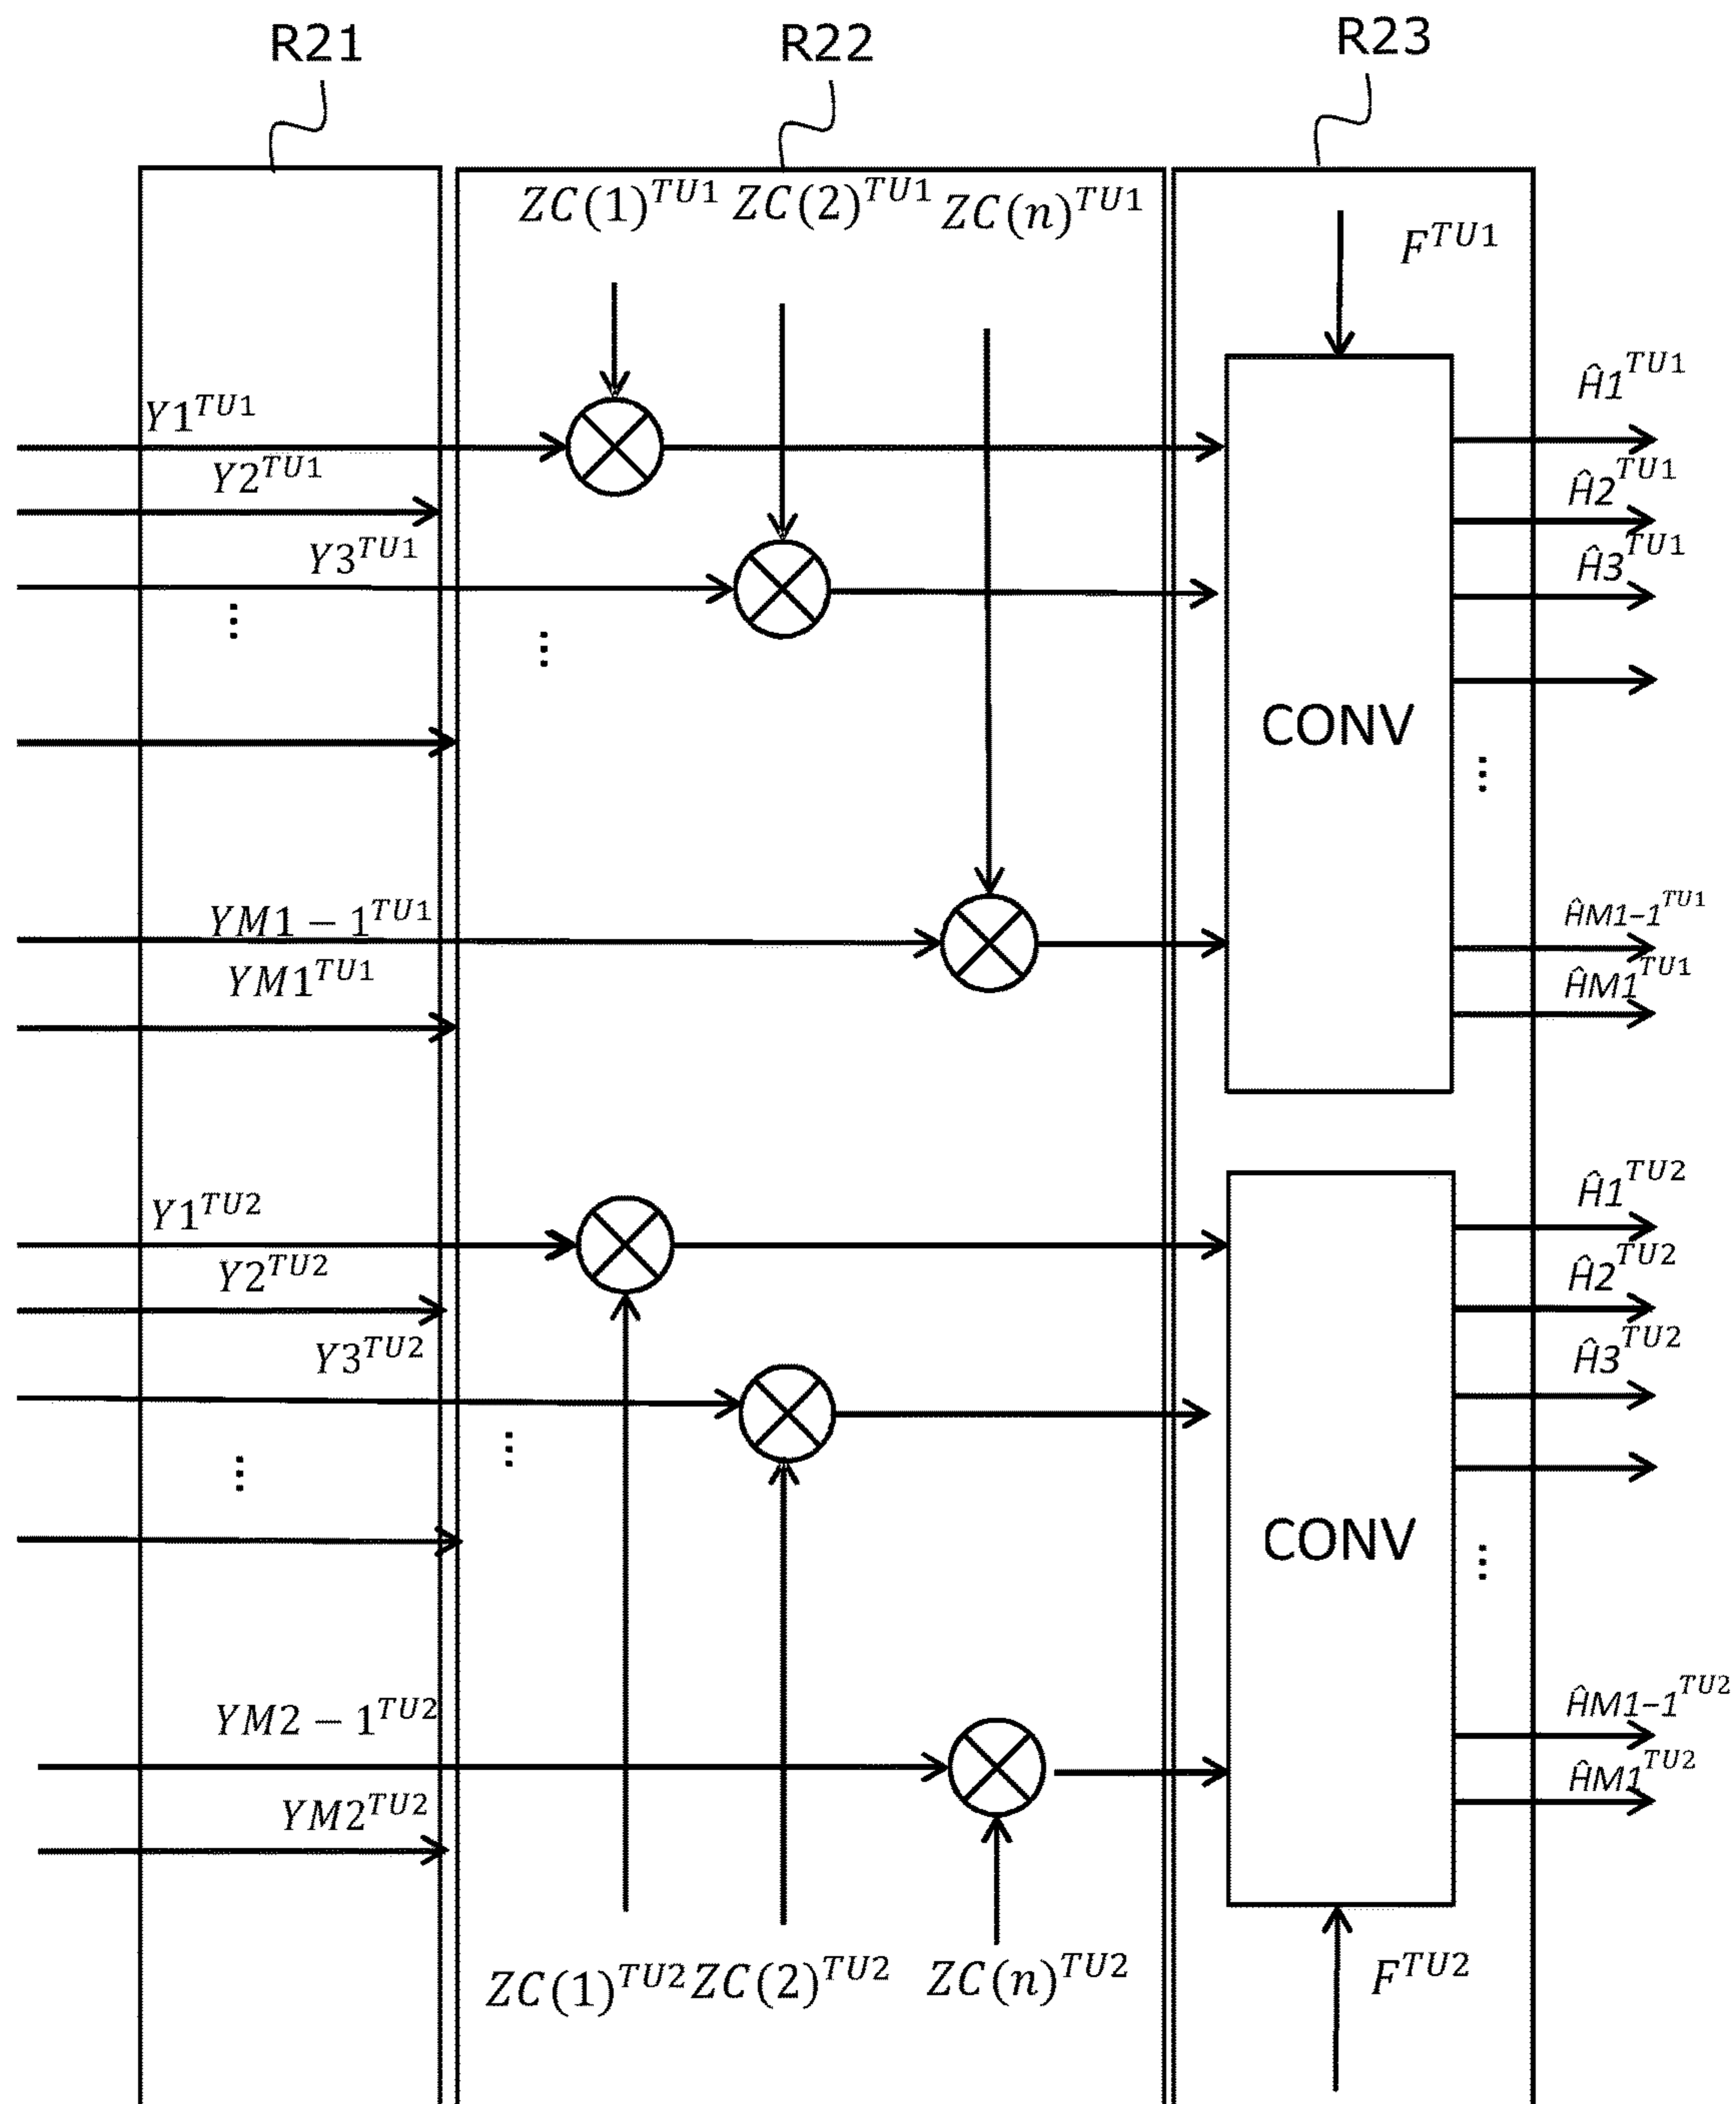 R21 R22 R23
ZC(1)^{TU1} ZC(2)^{TU1} ZC(n)^{TU1}
F^{TU1}
Y1^{TU1}
Y2^{TU1}
Y3^{TU1}
⋮
⋮
YM1 − 1^{TU1}
YM1^{TU1}
CONV
Ĥ1^{TU1}
Ĥ2^{TU1}
Ĥ3^{TU1}
⋮
ĤM1−1^{TU1}
ĤM1^{TU1}
Y1^{TU2}
Y2^{TU2}
Y3^{TU2}
⋮
⋮
YM2 − 1^{TU2}
YM2^{TU2}
CONV
Ĥ1^{TU2}
Ĥ2^{TU2}
Ĥ3^{TU2}
⋮
ĤM1−1^{TU2}
ĤM1^{TU2}
ZC(1)^{TU2} ZC(2)^{TU2} ZC(n)^{TU2}
F^{TU2}